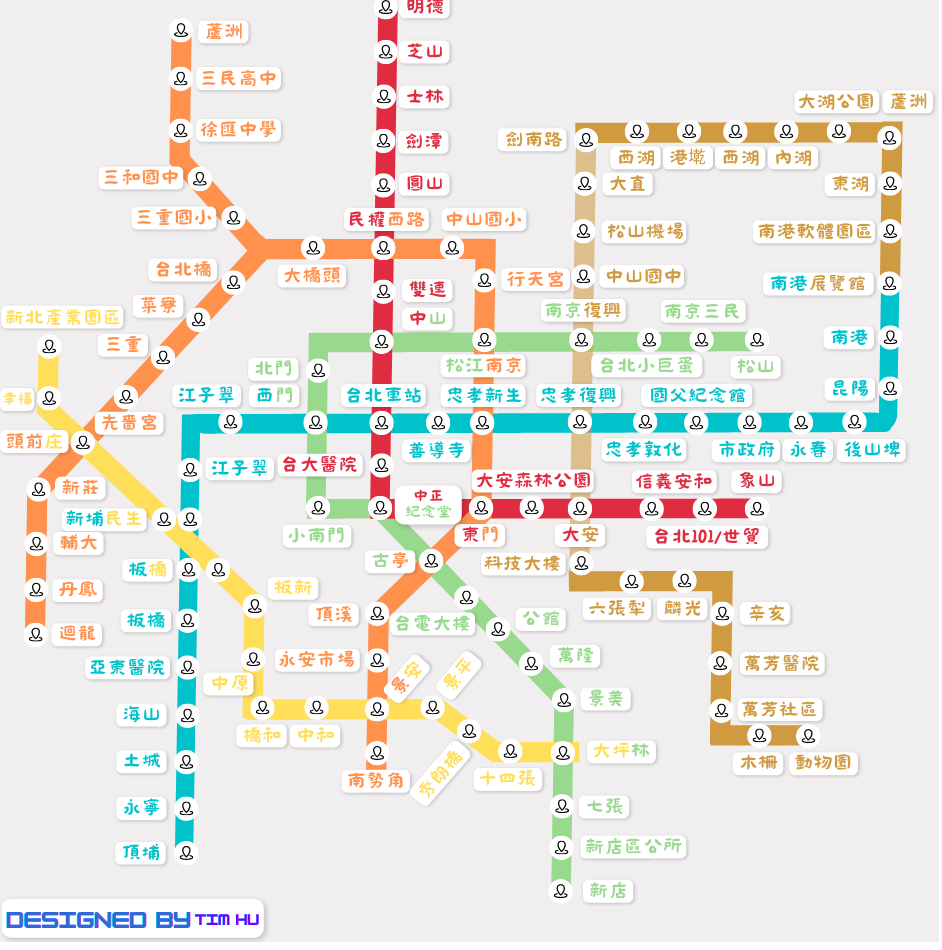 明德
蘆洲
芝山
三民高中
士林
大湖公園
蘆洲
徐匯中學
劍潭
劍南路
西湖
港墘
西湖
內湖
三和國中
圓山
大直
東湖
三重國小
民權西路
中山國小
松山機場
南港軟體園區
台北橋
大橋頭
行天宮
中山國中
南港展覽館
菜寮
雙連
新北產業園區
中山
南京復興
南京三民
三重
南港
北門
松江南京
台北小巨蛋
松山
幸福
江子翠
西門
台北車站
忠孝新生
忠孝復興
國父紀念館
昆陽
先嗇宮
頭前庄
善導寺
忠孝敦化
市政府
永春
後山埤
江子翠
台大醫院
新莊
大安森林公園
信義安和
象山
中正
紀念堂
新埔民生
小南門
東門
大安
台北101/世貿
輔大
板橋
古亭
科技大樓
丹鳳
板新
六張犁
麟光
板橋
頂溪
台電大樓
公館
辛亥
迴龍
亞東醫院
永安市場
萬隆
萬芳醫院
中原
景安
景平
景美
海山
萬芳社區
橋和
中和
土城
秀朗橋
大坪林
木柵
動物園
南勢角
十四張
永寧
七張
頂埔
新店區公所
新店
DESIGNED BY TIM HU